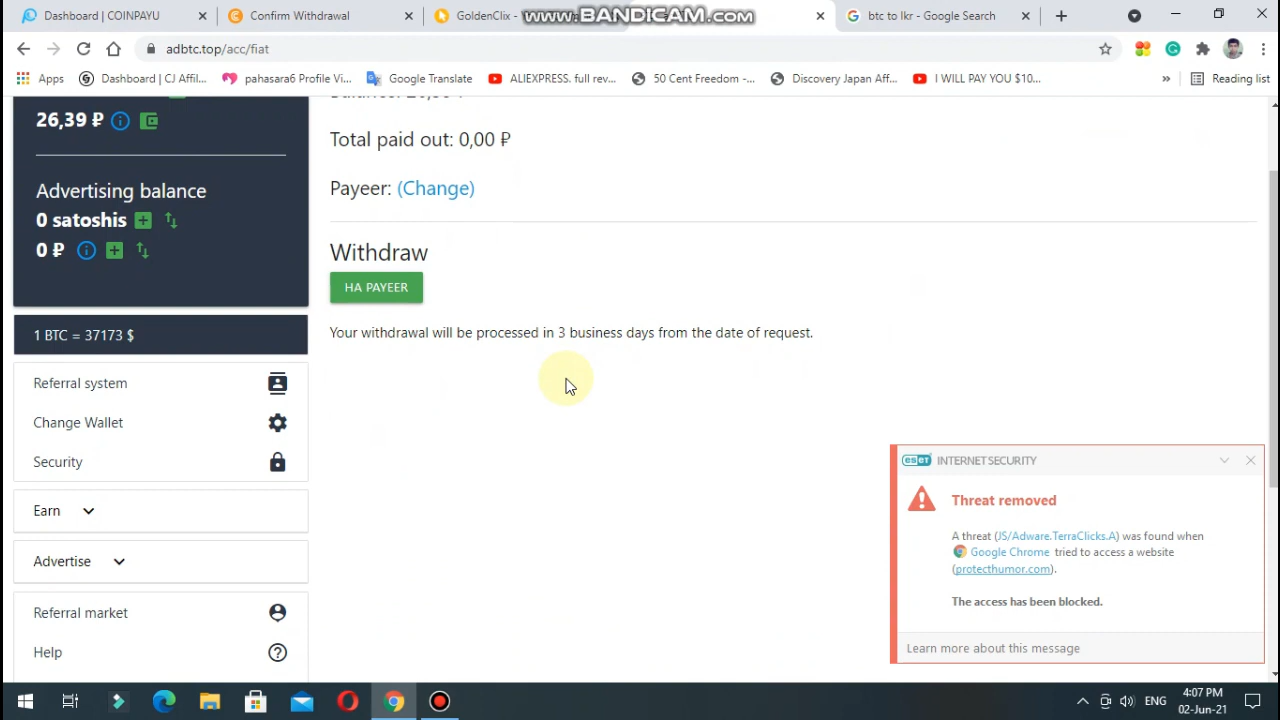 Dashboard | COINPAYU
Confirm Withdrawal
GoldenClix -
www.BANDICAM.com
btc to lkr - Google Search
adbtc.top/acc/fiat
Apps
Dashboard | CJ Affil...
pahasara6 Profile Vi...
Google Translate
ALIEXPRESS. full rev...
50 Cent Freedom -...
Discovery Japan Aff...
I WILL PAY YOU $10...
»
Reading list
26,39 ₽
Advertising balance
0 satoshis
0 ₽
1 BTC = 37173 $
Referral system
Change Wallet
Security
Earn
Advertise
Referral market
Help
Total paid out: 0,00 ₽
Payeer: (Change)
Withdraw
HA PAYEER
Your withdrawal will be processed in 3 business days from the date of request.
eset INTERNET SECURITY
Threat removed
A threat (JS/Adware.TerraClicks.A) was found when
Google Chrome tried to access a website
(protecthumor.com).
The access has been blocked.
Learn more about this message
ENG
4:07 PM
02-Jun-21